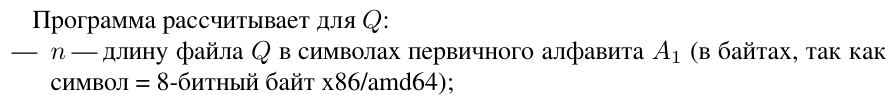 Программа рассчитывает для Q:
— n — длину файла Q в символах первичного алфавита A₁ (в байтах, так как
символ = 8-битный байт x86/amd64);